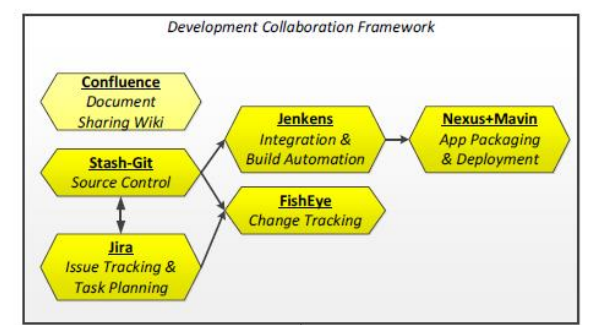 Development Collaboration Framework
Confluence
Document
Sharing Wiki
Stash-Git
Source Control
Jira
Issue Tracking &
Task Planning
Jenkens
Integration &
Build Automation
FishEye
Change Tracking
Nexus+Mavin
App Packaging
& Deployment